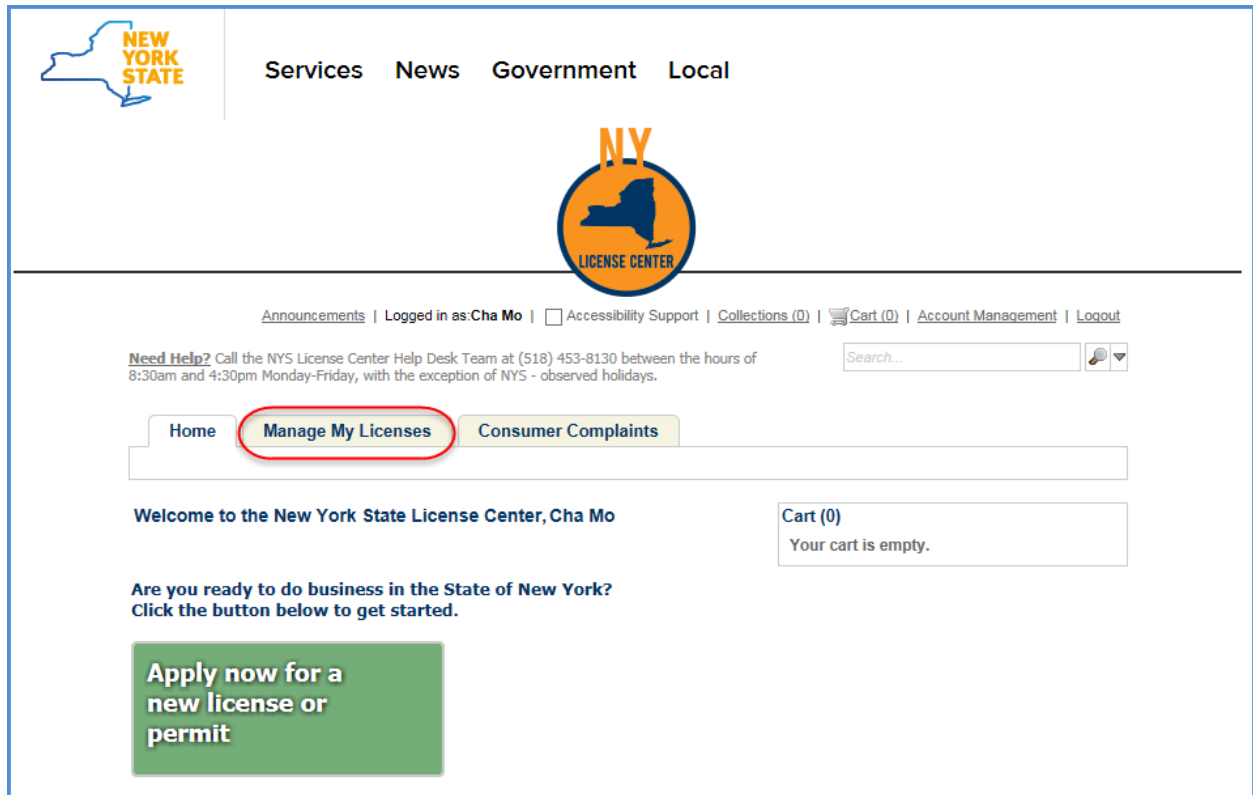 NEW
YORK
STATE
Services News Government Local
NY
LICENSE CENTER
Announcements | Logged in as:Cha Mo | Accessibility Support | Collections (0) | Cart (0) | Account Management | Logout
Need Help? Call the NYS License Center Help Desk Team at (518) 453-8130 between the hours of
8:30am and 4:30pm Monday-Friday, with the exception of NYS - observed holidays.
Search...
Home Manage My Licenses Consumer Complaints
Welcome to the New York State License Center, Cha Mo
Cart (0)
Your cart is empty.
Are you ready to do business in the State of New York?
Click the button below to get started.
Apply now for a
new license or
permit